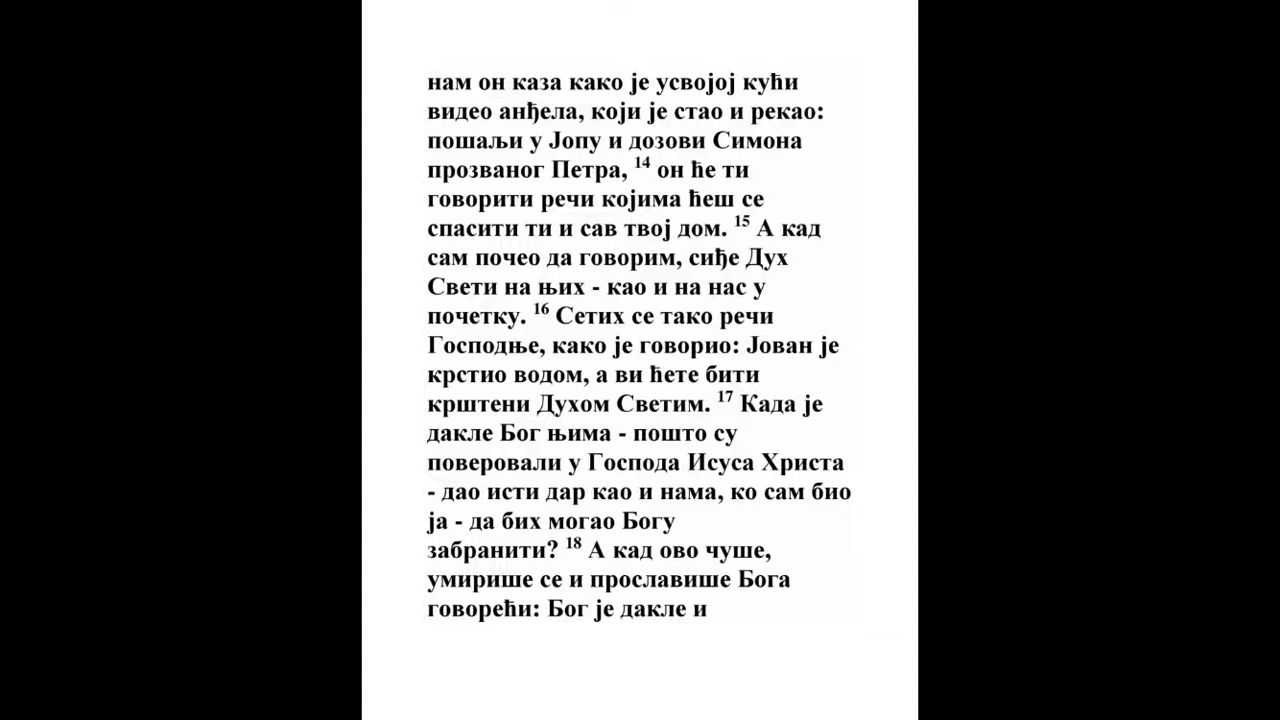 нам он каза како је усвојој кући
видео анђела, који је стао и рекао:
пошаљи у Јопу и дозови Симона
прозваног Петра, 14 он ће ти
говорити речи којима ћеш се
спасити ти и сав твој дом. 15 А кад
сам почео да говорим, сиђе Дух
Свети на њих - као и на нас у
почетку. 16 Сетих се тако речи
Господње, како је говорио: Јован је
крстио водом, а ви ћете бити
крштени Духом Светим. 17 Када је
дакле Бог њима - пошто су
поверовали у Господа Исуса Христа
- дао исти дар као и нама, ко сам био
ја - да бих могао Богу
забранити? 18 А кад ово чуше,
умирише се и прославише Бога
говорећи: Бог је дакле и